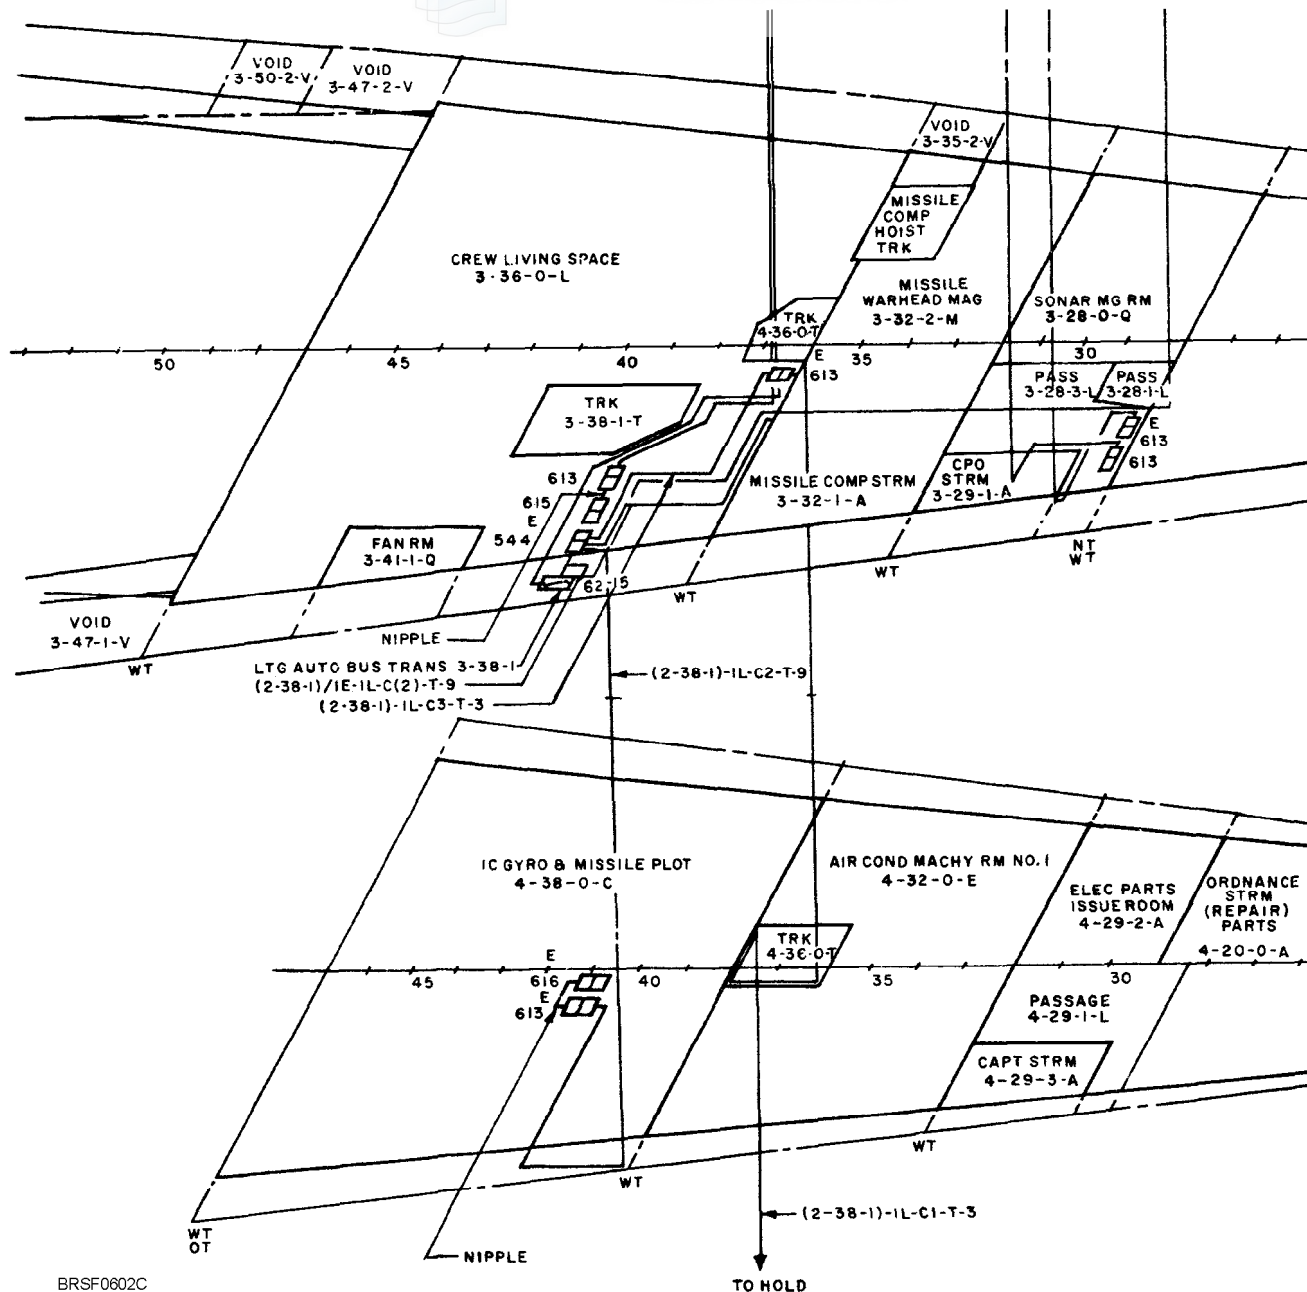 VOID
3-50-2-V
VOID
3-47-2-V
VOID
3-35-2-V
MISSILE
COMP
HOIST
TRK
CREW LIVING SPACE
3-36-0-L
MISSILE
WARHEAD MAG
3-32-2-M
SONAR MG RM
3-28-0-Q
TRK
4-36-0-T
50
45
40
35
30
E
613
PASS
3-28-3-L
PASS
3-28-1-L
TRK
3-38-1-T
E
613
613
613
615
E
544
MISSILE COMP STRM
3-32-1-A
CPO
STRM
3-29-1-A
FAN RM
3-41-1-Q
62-15
NT
WT
WT
WT
VOID
3-47-1-V
WT
NIPPLE
LTG AUTO BUS TRANS 3-38-1
(2-38-1)/1E-1L-C(2)-T-9
(2-38-1)-1L-C3-T-3
(2-38-1)-1L-C2-T-9
IC GYRO & MISSILE PLOT
4-38-0-C
AIR COND MACHY RM NO. 1
4-32-0-E
ELEC PARTS
ISSUE ROOM
4-29-2-A
ORDNANCE
STRM
(REPAIR)
PARTS
4-20-0-A
TRK
4-36-0-T
E
616
E
613
45
40
35
30
PASSAGE
4-29-1-L
CAPT STRM
4-29-3-A
WT
WT
WT
OT
(2-38-1)-1L-C1-T-3
NIPPLE
TO HOLD
BRSF0602C